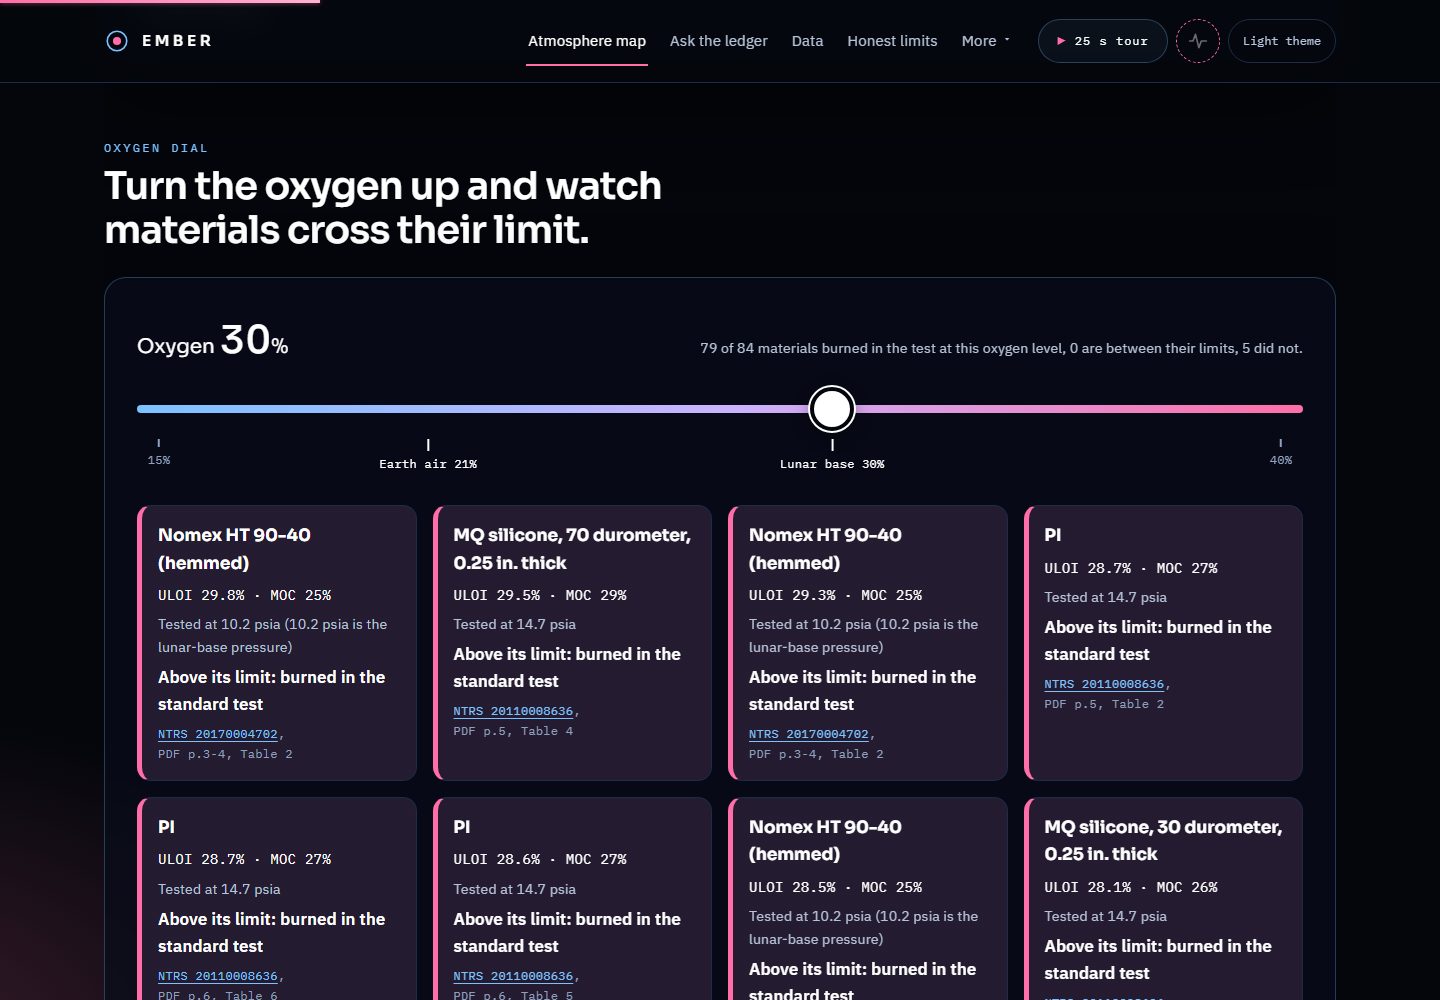 EMBER
Atmosphere map
Ask the ledger
Data
Honest limits
More
25 s tour
Light theme
OXYGEN DIAL
Turn the oxygen up and watch
materials cross their limit.
Oxygen 30%
79 of 84 materials burned in the test at this oxygen level, 0 are between their limits, 5 did not.
15%
Earth air 21%
Lunar base 30%
40%
Nomex HT 90-40
(hemmed)
ULOI 29.8% · MOC 25%
Tested at 10.2 psia (10.2 psia is the
lunar-base pressure)
Above its limit: burned in the
standard test
NTRS 20170004702,
PDF p.3-4, Table 2
MQ silicone, 70 durometer,
0.25 in. thick
ULOI 29.5% · MOC 29%
Tested at 14.7 psia
Above its limit: burned in the
standard test
NTRS 20110008636,
PDF p.5, Table 4
Nomex HT 90-40
(hemmed)
ULOI 29.3% · MOC 25%
Tested at 10.2 psia (10.2 psia is the
lunar-base pressure)
Above its limit: burned in the
standard test
NTRS 20170004702,
PDF p.3-4, Table 2
PI
ULOI 28.7% · MOC 27%
Tested at 14.7 psia
Above its limit: burned in the
standard test
NTRS 20110008636,
PDF p.5, Table 2
PI
ULOI 28.7% · MOC 27%
Tested at 14.7 psia
Above its limit: burned in the
standard test
NTRS 20110008636,
PDF p.6, Table 6
PI
ULOI 28.6% · MOC 27%
Tested at 14.7 psia
Above its limit: burned in the
standard test
NTRS 20110008636,
PDF p.6, Table 5
Nomex HT 90-40
(hemmed)
ULOI 28.5% · MOC 25%
Tested at 10.2 psia (10.2 psia is the
lunar-base pressure)
Above its limit: burned in the
standard test
MQ silicone, 30 durometer,
0.25 in. thick
ULOI 28.1% · MOC 26%
Tested at 14.7 psia
Above its limit: burned in the
standard test